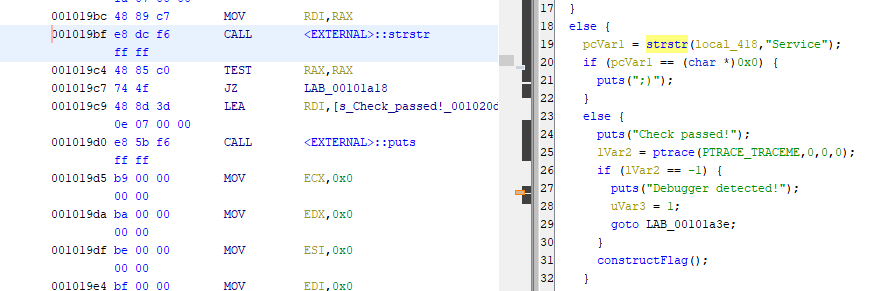 001019bc 48 89 c7 MOV RDI,RAX
001019bf e8 dc f6 CALL <EXTERNAL>::strstr
ff ff
001019c4 48 85 c0 TEST RAX,RAX
001019c7 74 4f JZ LAB_00101a18
001019c9 48 8d 3d LEA RDI,[s_Check_passed!_001020d
0e 07 00 00
001019d0 e8 5b f6 CALL <EXTERNAL>::puts
ff ff
001019d5 b9 00 00 MOV ECX,0x0
00 00
001019da ba 00 00 MOV EDX,0x0
00 00
001019df be 00 00 MOV ESI,0x0
00 00
001019e4 bf 00 00 MOV EDI,0x0
17 }
18 else {
19 pcVar1 = strstr(local_418,"Service");
20 if (pcVar1 == (char *)0x0) {
21 puts(";)");
22 }
23 else {
24 puts("Check passed!");
25 lVar2 = ptrace(PTRACE_TRACEME,0,0,0);
26 if (lVar2 == -1) {
27 puts("Debugger detected!");
28 uVar3 = 1;
29 goto LAB_00101a3e;
30 }
31 constructFlag();
32 }